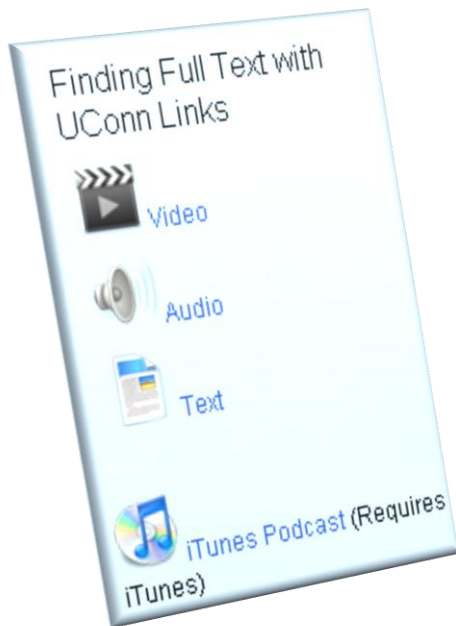 Finding Full Text with
UConn Links
Video
Audio
Text
iTunes Podcast (Requires
iTunes)